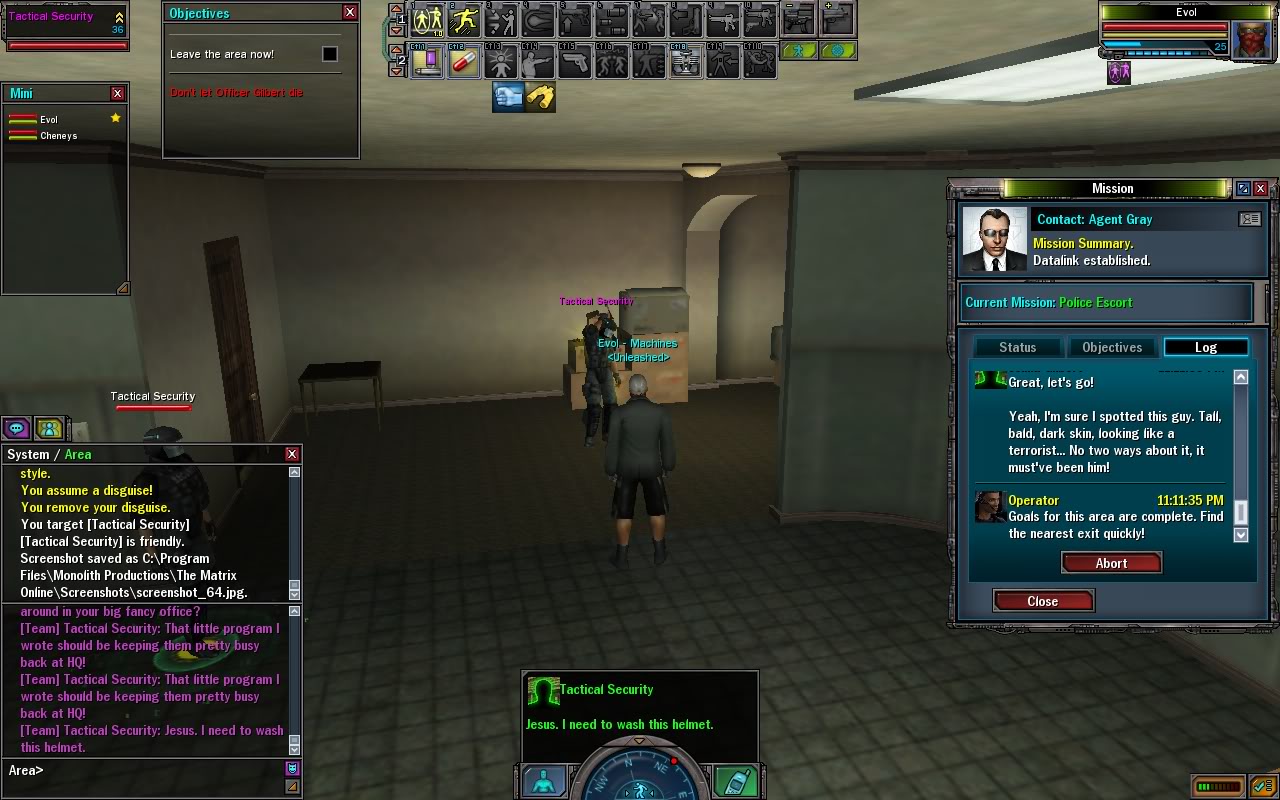 Tactical Security
36
Objectives
Leave the area now!
Don't let Officer Gilbert die
Mini
Evol
Cheneys
1
2
1.0
Evol
25
Tactical Security
Evol - Machines
<Unleashed>
Tactical Security
Mission
Contact: Agent Gray
Mission Summary.
Datalink established.
Current Mission: Police Escort
Status
Objectives
Log
Great, let's go!
Yeah, I'm sure I spotted this guy. Tall,
bald, dark skin, looking like a
terrorist... No two ways about it, it
must've been him!
Operator
11:11:35 PM
Goals for this area are complete. Find
the nearest exit quickly!
Abort
Close
System / Area
style.
You assume a disguise!
You remove your disguise.
You target [Tactical Security]
[Tactical Security] is friendly.
Screenshot saved as C:\Program
Files\Monolith Productions\The Matrix
Online\Screenshots\screenshot_64.jpg.
around in your big fancy office?
[Team] Tactical Security: That little program I
wrote should be keeping them pretty busy
back at HQ!
[Team] Tactical Security: That little program I
wrote should be keeping them pretty busy
back at HQ!
[Team] Tactical Security: Jesus. I need to wash
this helmet.
Area>
Tactical Security
Jesus. I need to wash this helmet.
NW
N
NE
E